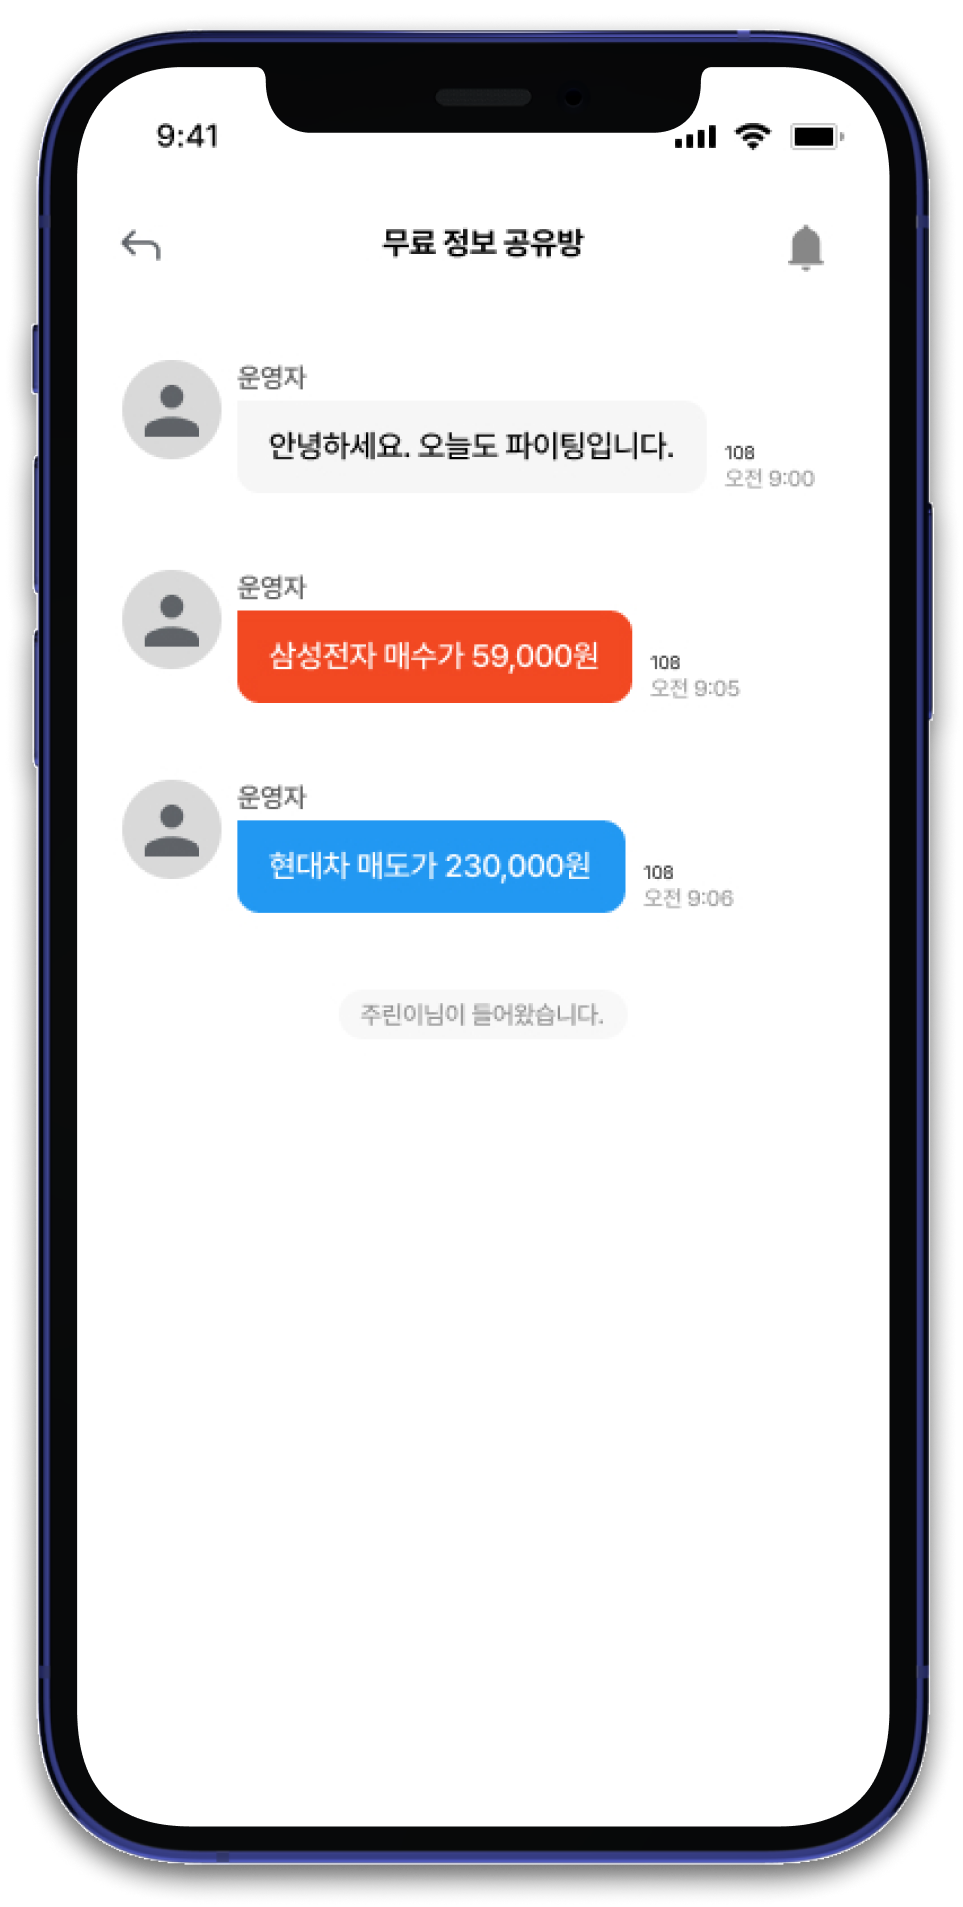 9:41
무료 정보 공유방
운영자
안녕하세요. 오늘도 파이팅입니다.
108
오전 9:00
운영자
삼성전자 매수가 59,000원
108
오전 9:05
운영자
현대차 매도가 230,000원
108
오전 9:06
주린이님이 들어왔습니다.